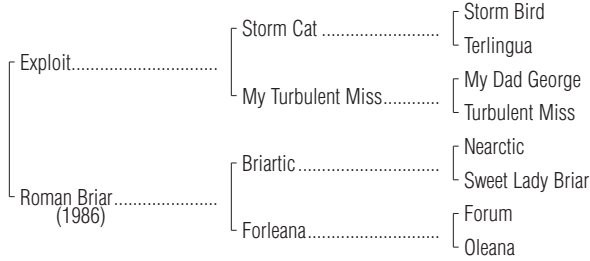 Storm Bird
Storm Cat ........................
Terlingua
Exploit..............................
My Dad George
My Turbulent Miss............
Turbulent Miss
Nearctic
Briartic .............................
Sweet Lady Briar
Roman Briar.....................
(1986)
Forum
Forleana...........................
Oleana